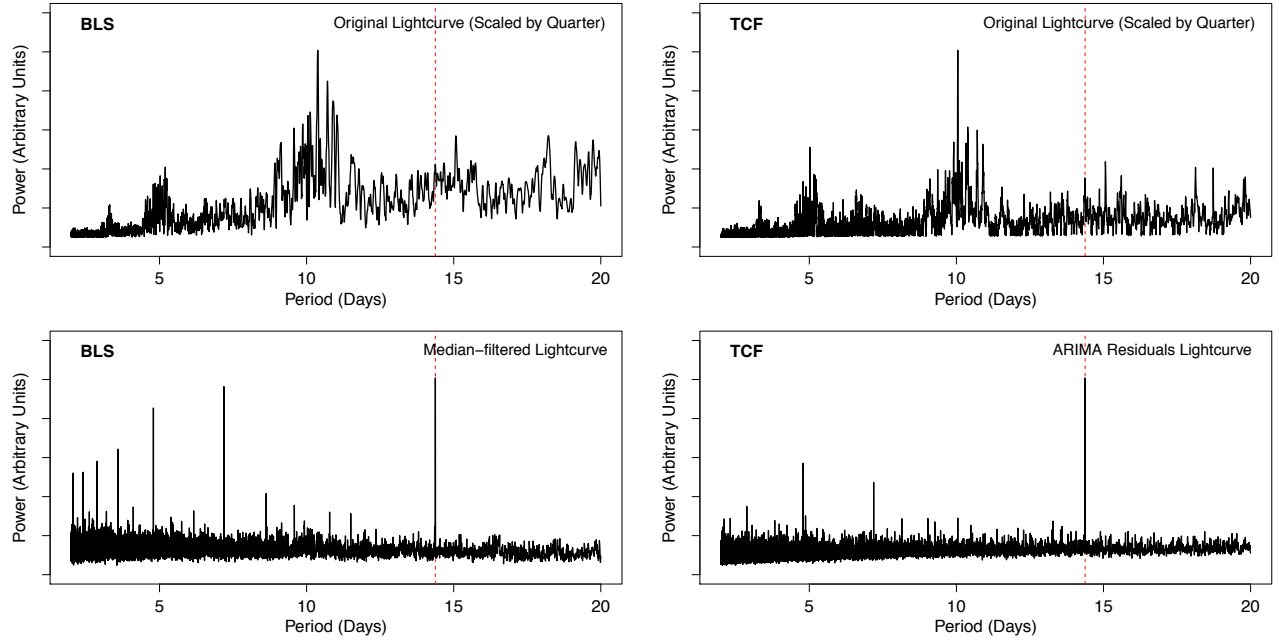 BLS
Original Lightcurve (Scaled by Quarter)
Power (Arbitrary Units)
5 10 15 20
Period (Days)
TCF
Original Lightcurve (Scaled by Quarter)
Power (Arbitrary Units)
5 10 15 20
Period (Days)
BLS
Median−filtered Lightcurve
Power (Arbitrary Units)
5 10 15 20
Period (Days)
TCF
ARIMA Residuals Lightcurve
Power (Arbitrary Units)
5 10 15 20
Period (Days)